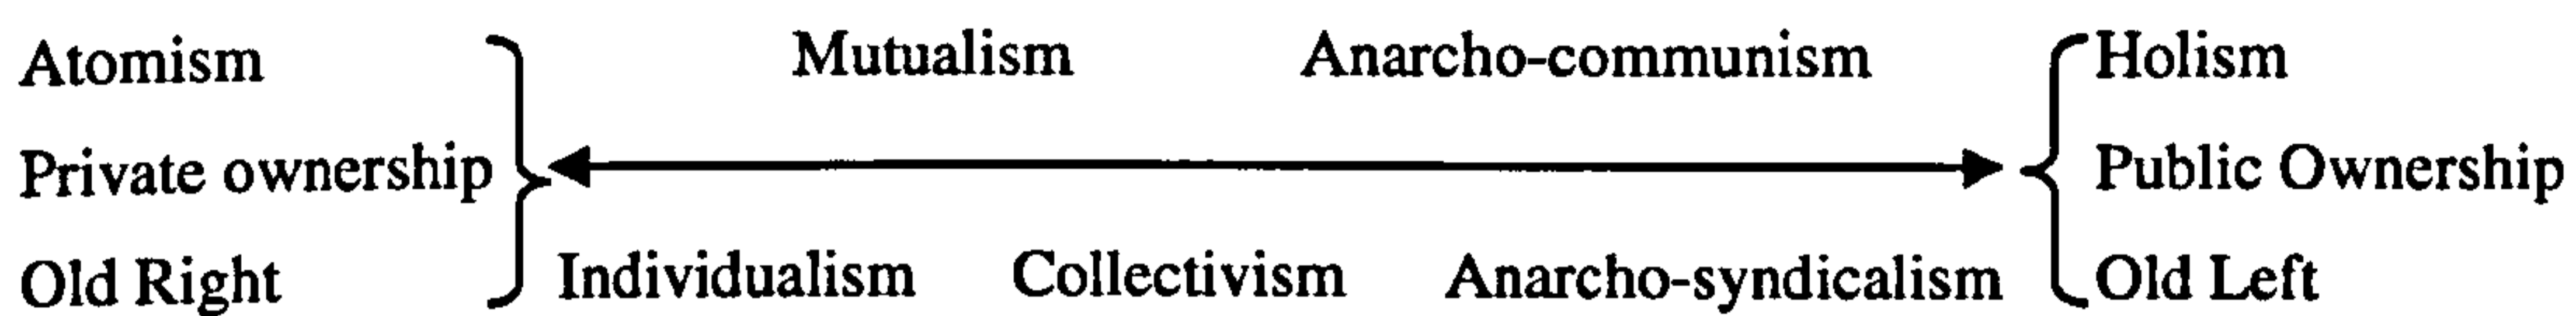 Atomism Mutualism Anarcho-communism Holism
Private ownership Public Ownership
Old Right Individualism Collectivism Anarcho-syndicalism Old Left